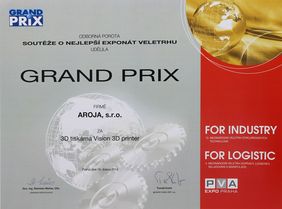 GRAND
PRIX
ODBORNÁ POROTA
SOUTĚŽE O NEJLEPŠÍ EXPONÁT VELETRHU
UDĚLILA
GRAND PRIX
FIRMĚ
AROJA, s.r.o.
ZA
3D tiskárna Vision 3D printer
FOR INDUSTRY
FOR LOGISTIC
PVA
EXPO PRAHA